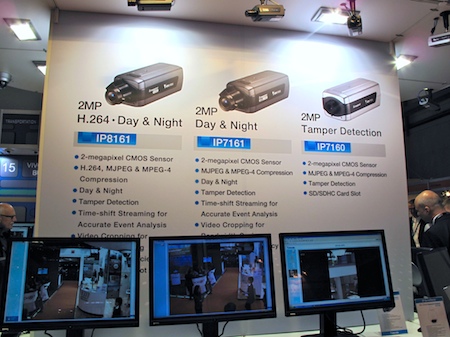 2MP
H.264 • Day & Night
IP8161
• 2-megapixel CMOS Sensor
• H.264, MJPEG & MPEG-4
Compression
• Day & Night
• Tamper Detection
• Time-shift Streaming for
Accurate Event Analysis
• Video Cropping for
2MP
Day & Night
IP7161
• 2-megapixel CMOS Sensor
• MJPEG & MPEG-4 Compression
• Day & Night
• Tamper Detection
• Time-shift Streaming for
Accurate Event Analysis
• Video Cropping for
2MP
Tamper Detection
IP7160
• 2-megapixel CMOS Sensor
• MJPEG & MPEG-4 Compression
• Tamper Detection
• SD/SDHC Card Slot
15